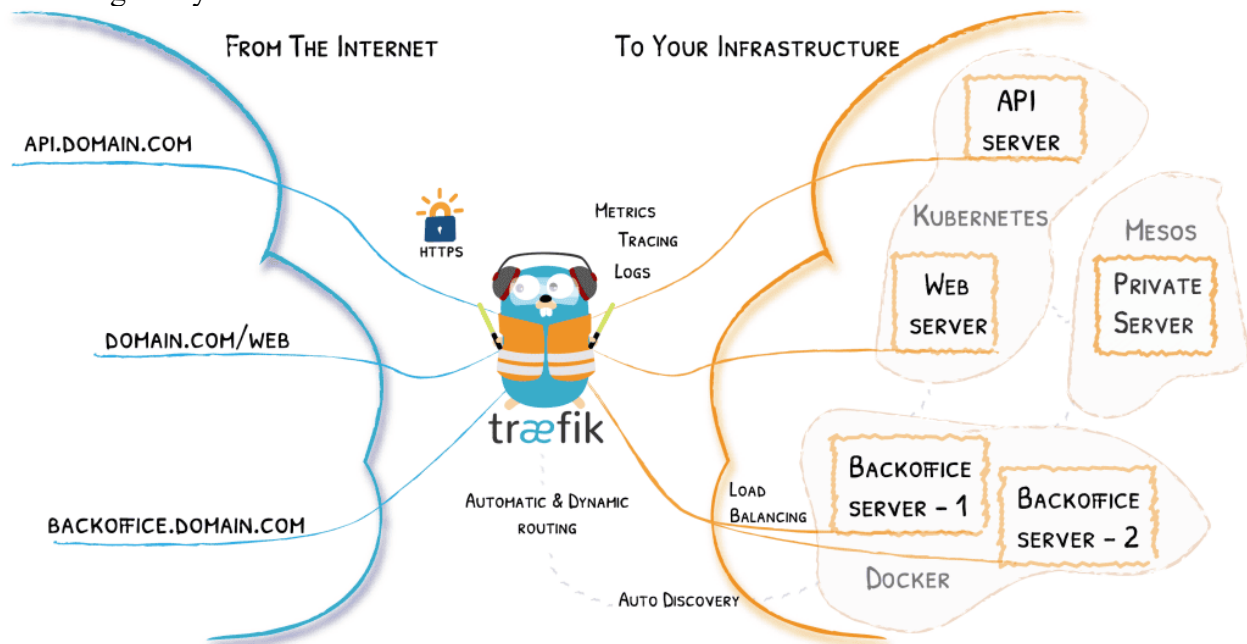 FROM THE INTERNET
TO YOUR INFRASTRUCTURE
API.DOMAIN.COM
DOMAIN.COM/WEB
BACKOFFICE.DOMAIN.COM
HTTPS
METRICS
TRACING
LOGS
træfik
AUTOMATIC & DYNAMIC
ROUTING
AUTO DISCOVERY
LOAD
BALANCING
API
SERVER
KUBERNETES
WEB
SERVER
MESOS
PRIVATE
SERVER
BACKOFFICE
SERVER - 1
BACKOFFICE
SERVER - 2
DOCKER